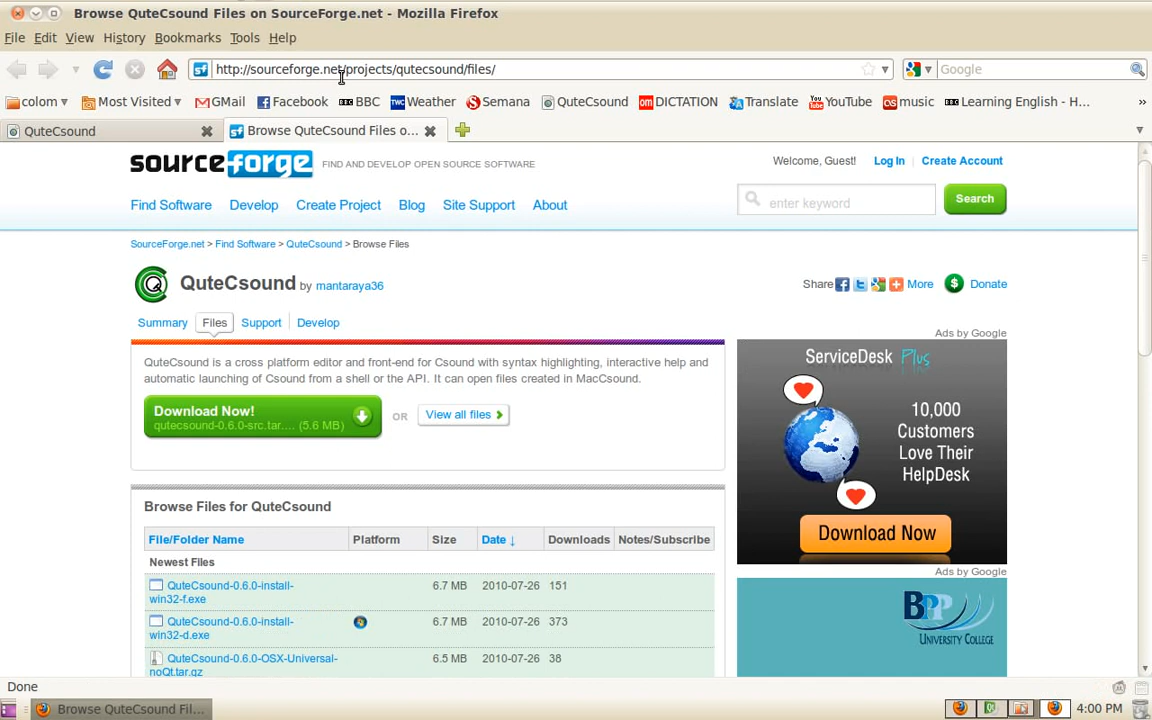 Browse QuteCsound Files on SourceForge.net - Mozilla Firefox
File Edit View History Bookmarks Tools Help
http://sourceforge.net/projects/qutecsound/files/ Google
colom Most Visited GMail Facebook BBC Weather Semana QuteCsound DICTATION Translate YouTube music Learning English - H... »
QuteCsound Browse QuteCsound Files o...
sourceforge FIND AND DEVELOP OPEN SOURCE SOFTWARE Welcome, Guest! Log In Create Account
Find Software Develop Create Project Blog Site Support About enter keyword Search
SourceForge.net > Find Software > QuteCsound > Browse Files
QuteCsound by mantaraya36 Share More Donate
Summary Files Support Develop
Ads by Google
QuteCsound is a cross platform editor and front-end for Csound with syntax highlighting, interactive help and
automatic launching of Csound from a shell or the API. It can open files created in MacCsound.
Download Now!
qutecsound-0.6.0-src.tar.... (5.6 MB)
OR View all files
ServiceDesk Plus
10,000
Customers
Love Their
HelpDesk
Download Now
Browse Files for QuteCsound
File/Folder Name Platform Size Date ↓ Downloads Notes/Subscribe
Newest Files
QuteCsound-0.6.0-install-
win32-f.exe 6.7 MB 2010-07-26 151
QuteCsound-0.6.0-install-
win32-d.exe 6.7 MB 2010-07-26 373
QuteCsound-0.6.0-OSX-Universal-
noQt.tar.gz 6.5 MB 2010-07-26 38
Ads by Google
BPP
UNIVERSITY COLLEGE
Done
Browse QuteCsound Fil... 4:00 PM